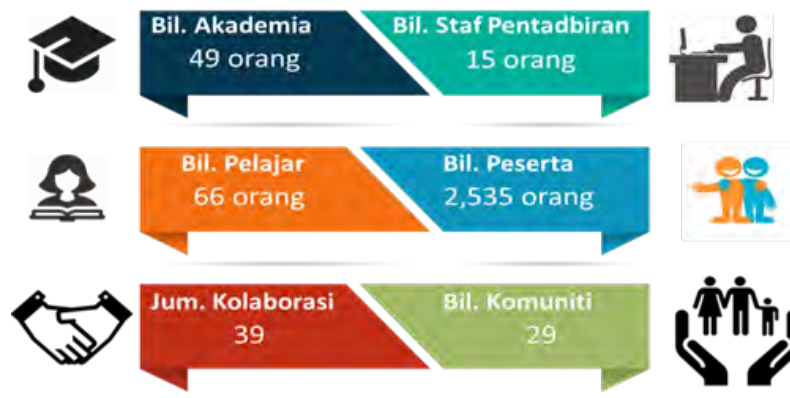 Bil. Akademia
49 orang
Bil. Staf Pentadbiran
15 orang
Bil. Pelajar
66 orang
Bil. Peserta
2,535 orang
Jum. Kolaborasi
39
Bil. Komuniti
29